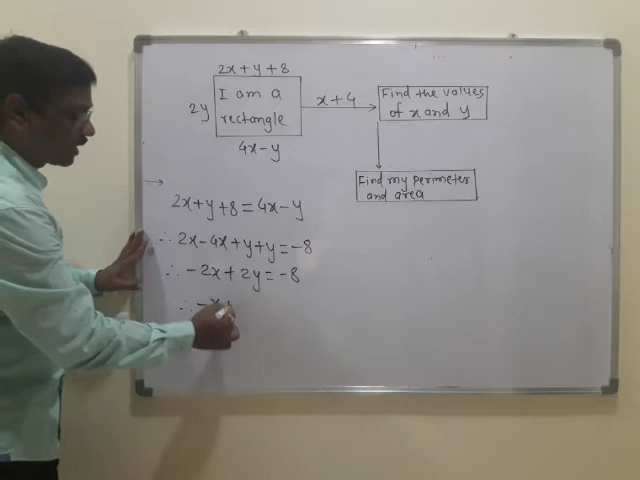 2x+y+8
I am a
rectangle
2y
x+4
4x-y
Find the values
of x and y
Find my perimeter
and area
→
2x+y+8=4x-y
∴ 2x-4x+y+y=-8
∴ -2x+2y=-8
∴ -x+